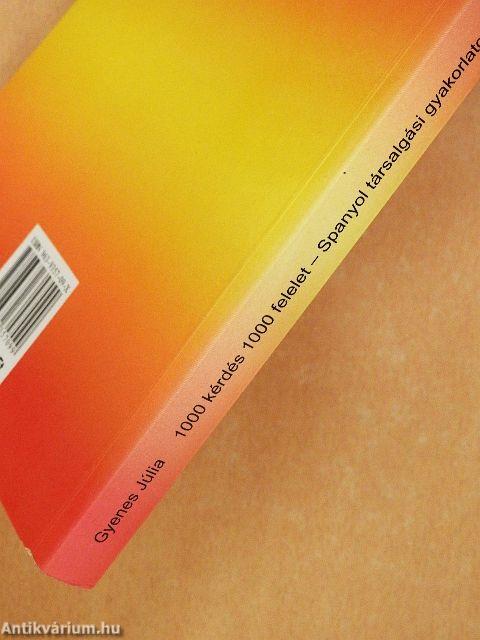 Gyenes Júlia 1000 kérdés 1000 felelet – Spanyol társalgási gyakorlato
Antikvárium.hu